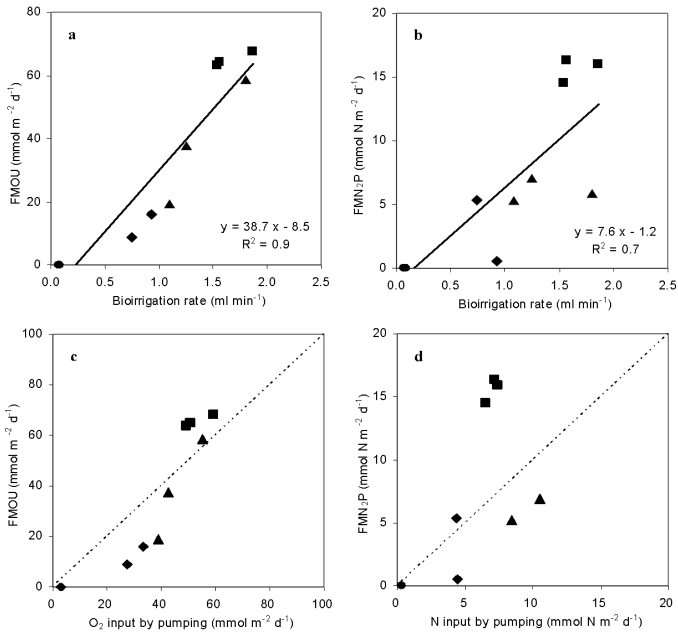 a
80
60
40
20
0
FMOU (mmol m⁻² d⁻¹)
y = 38.7 x - 8.5
R² = 0.9
0.0 0.5 1.0 1.5 2.0 2.5
Bioirrigation rate (ml min⁻¹)
b
20
15
10
5
0
FMN₂P (mmol N m⁻² d⁻¹)
y = 7.6 x - 1.2
R² = 0.7
0.0 0.5 1.0 1.5 2.0 2.5
Bioirrigation rate (ml min⁻¹)
c
100
80
60
40
20
0
FMOU (mmol m⁻² d⁻¹)
0 20 40 60 80 100
O₂ input by pumping (mmol m⁻² d⁻¹)
d
20
15
10
5
0
FMN₂P (mmol N m⁻² d⁻¹)
0 5 10 15 20
N input by pumping (mmol N m⁻² d⁻¹)